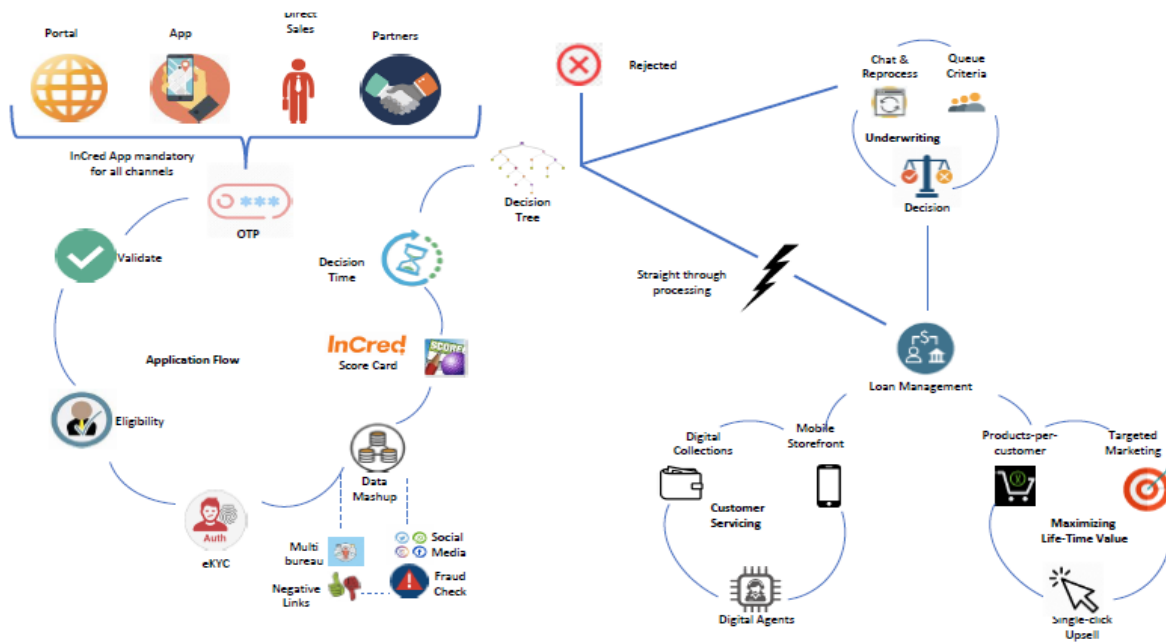 Portal
App
Direct
Sales
Partners
InCred App mandatory
for all channels
***
OTP
Validate
Application Flow
Eligibility
Auth
eKYC
Data
Mashup
Multi
bureau
Negative
Links
Social
Media
Fraud
Check
InCred
Score Card
SCORE!
Decision
Time
Decision
Tree
Rejected
Chat &
Reprocess
Queue
Criteria
Underwriting
Decision
Straight through
processing
$
Loan Management
Digital
Collections
Mobile
Storefront
Customer
Servicing
Digital Agents
Products-per-
customer
Targeted
Marketing
Maximizing
Life-Time Value
Single-click
Upsell